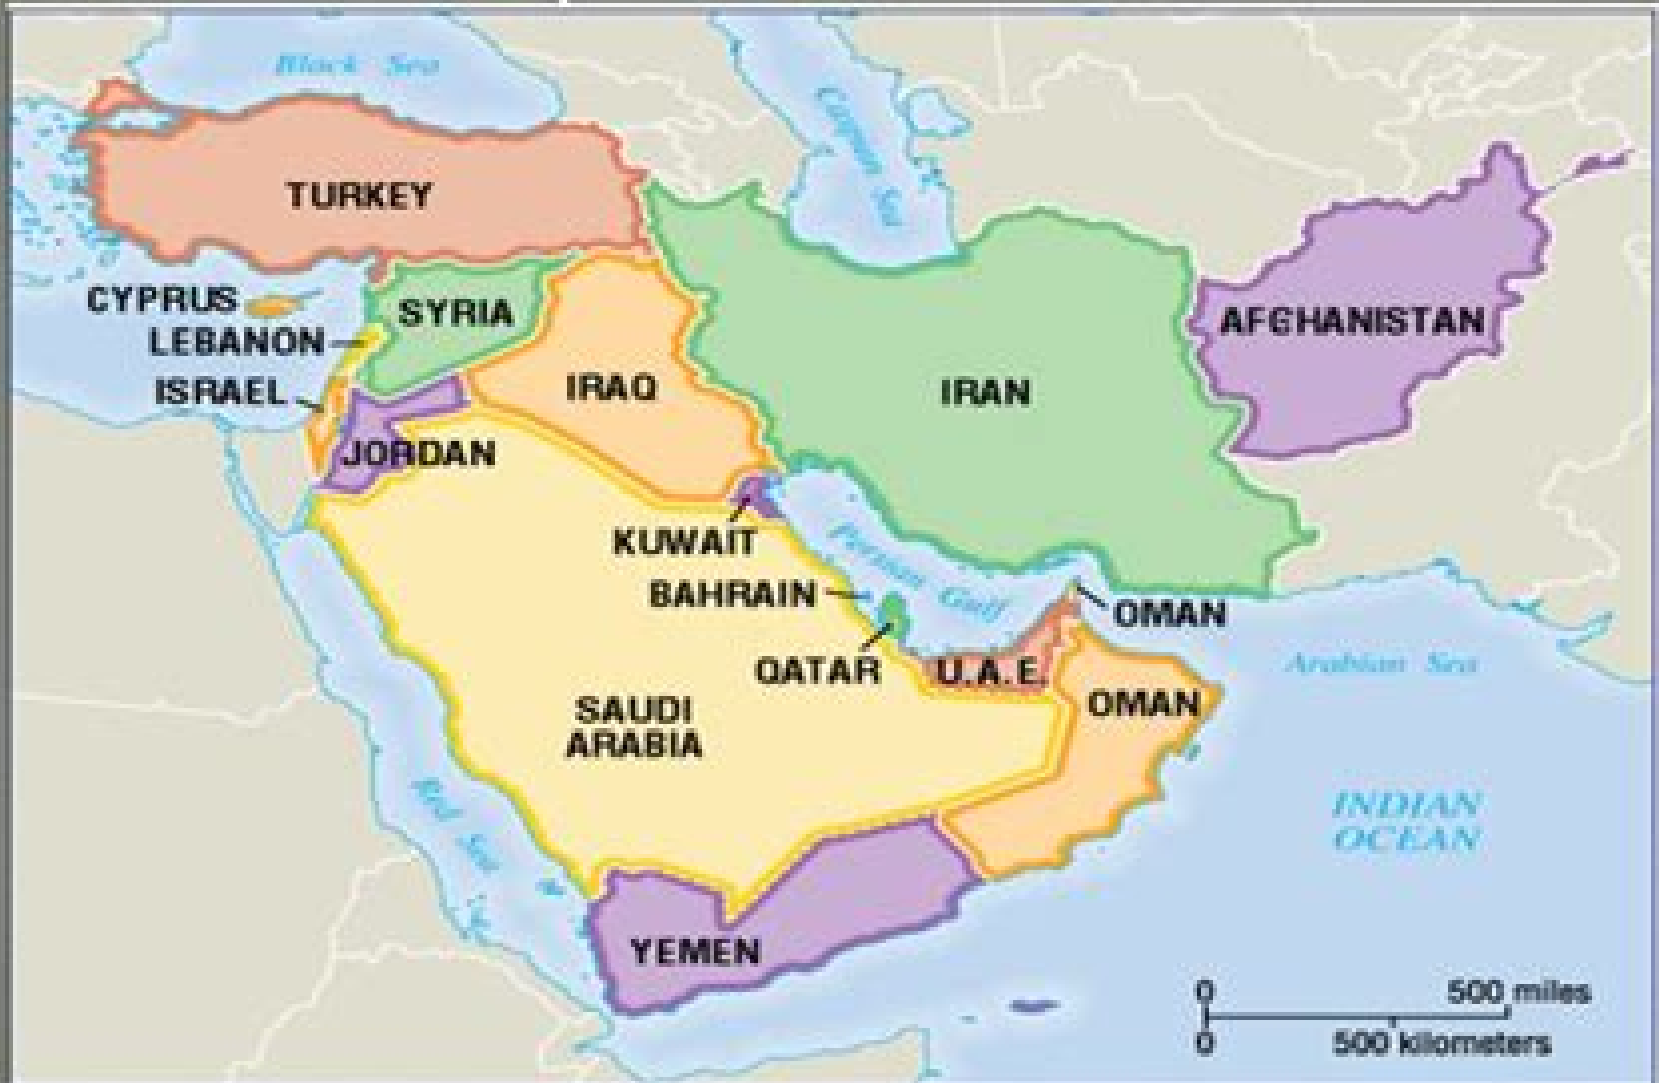 Black Sea
Caspian Sea
TURKEY
CYPRUS
SYRIA
LEBANON
AFGHANISTAN
ISRAEL
IRAQ
IRAN
JORDAN
KUWAIT
Persian Gulf
BAHRAIN
OMAN
QATAR
U.A.E.
Arabian Sea
SAUDI
ARABIA
OMAN
Red Sea
INDIAN
OCEAN
YEMEN
0 500 miles
0 500 kilometers